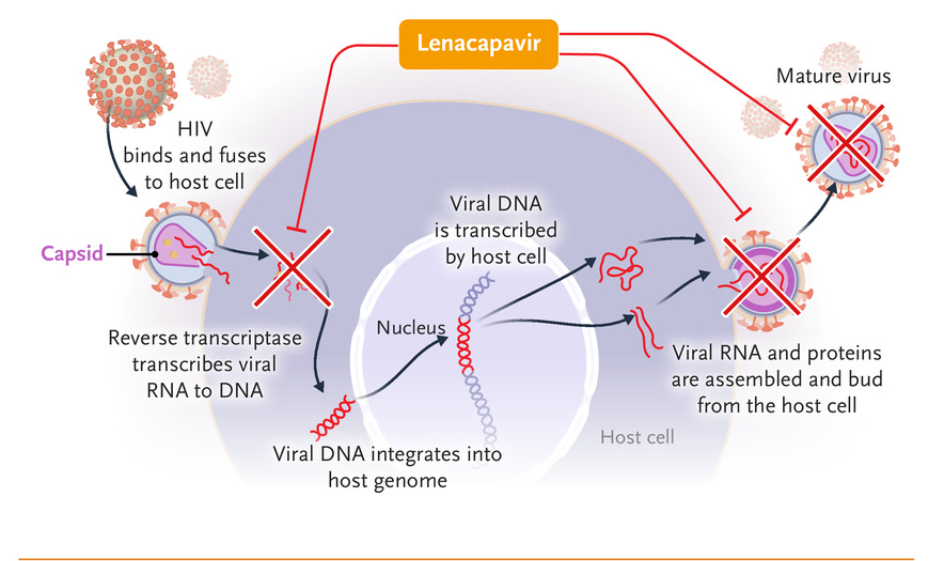 Lenacapavir
Mature virus
HIV
binds and fuses
to host cell
Capsid
Reverse transcriptase
transcribes viral
RNA to DNA
Viral DNA
is transcribed
by host cell
Nucleus
Viral DNA integrates into
host genome
Viral RNA and proteins
are assembled and bud
from the host cell
Host cell